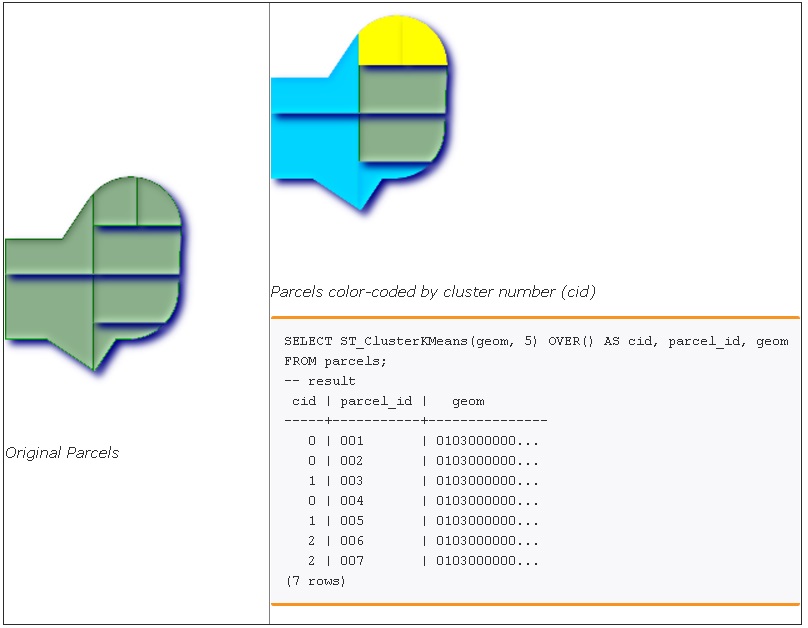 Original Parcels
Parcels color-coded by cluster number (cid)
SELECT ST_ClusterKMeans(geom, 5) OVER() AS cid, parcel_id, geom
FROM parcels;
-- result
 cid | parcel_id |   geom
-----+-----------+---------------
   0 | 001       | 0103000000...
   0 | 002       | 0103000000...
   1 | 003       | 0103000000...
   0 | 004       | 0103000000...
   1 | 005       | 0103000000...
   2 | 006       | 0103000000...
   2 | 007       | 0103000000...
(7 rows)